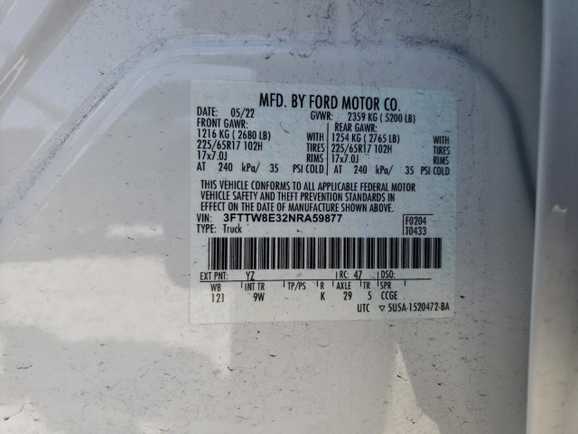 MFD. BY FORD MOTOR CO.
DATE: 05/22 GVWR: 2359 KG ( 5200 LB)
FRONT GAWR: REAR GAWR:
1216 KG ( 2680 LB) WITH 1254 KG ( 2765 LB) WITH
225/65R17 102H TIRES 225/65R17 102H TIRES
17x7.0J RIMS 17x7.0J RIMS
AT 240 kPa/ 35 PSI COLD AT 240 kPa/ 35 PSI COLD
THIS VEHICLE CONFORMS TO ALL APPLICABLE FEDERAL MOTOR
VEHICLE SAFETY AND THEFT PREVENTION STANDARDS IN
EFFECT ON THE DATE OF MANUFACTURE SHOWN ABOVE.
VIN: 3FTTW8E32NRA59877 F0204
TYPE: Truck T0433
EXT PNT: YZ RC: 47 DSO:
WB INT TR TP/PS R AXLE TR SPR
121 9W K 29 5 CCGE
UTC ▽ 5U5A-1520472-BA